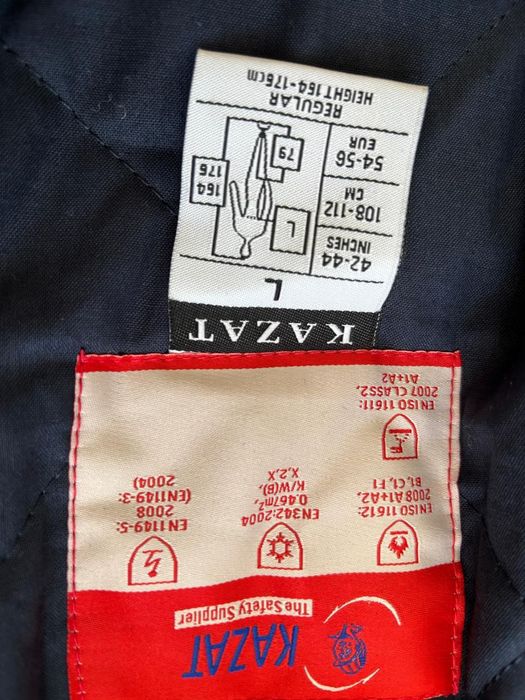 KAZAT
The Safety Supplier
EN ISO 11612:
2008 A1+A2,
B1, C1, F1
EN342:2004
0.467m²,
K/W(B),
X,2,X
EN1149-5:
2008
(EN1149-3:
2004)
EN ISO 11611:
2007 CLASS2,
A1+A2
KAZAT
L
42-44
INCHES
108-112
CM
54-56
EUR
L
79
164
176
REGULAR
HEIGHT 164-176CM